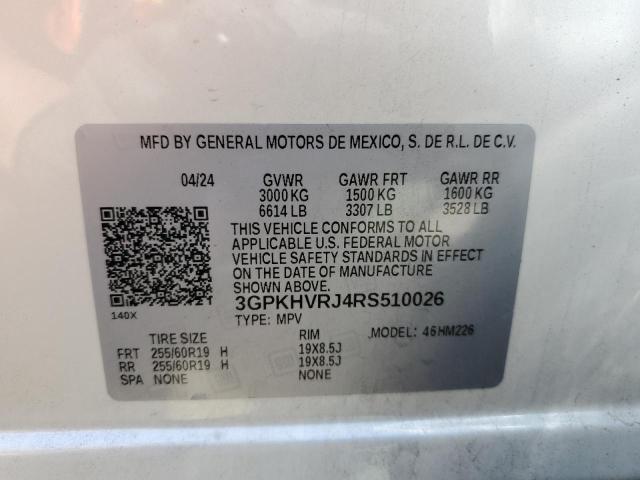 MFD BY GENERAL MOTORS DE MEXICO, S. DE R.L. DE C.V.
04/24 GVWR GAWR FRT GAWR RR
3000 KG 1500 KG 1600 KG
6614 LB 3307 LB 3528 LB
THIS VEHICLE CONFORMS TO ALL
APPLICABLE U.S. FEDERAL MOTOR
VEHICLE SAFETY STANDARDS IN EFFECT
ON THE DATE OF MANUFACTURE
SHOWN ABOVE.
3GPKHVRJ4RS510026
140X TYPE: MPV MODEL: 46HM226
TIRE SIZE RIM
FRT 255/60R19 H 19X8.5J
RR 255/60R19 H 19X8.5J
SPA NONE NONE